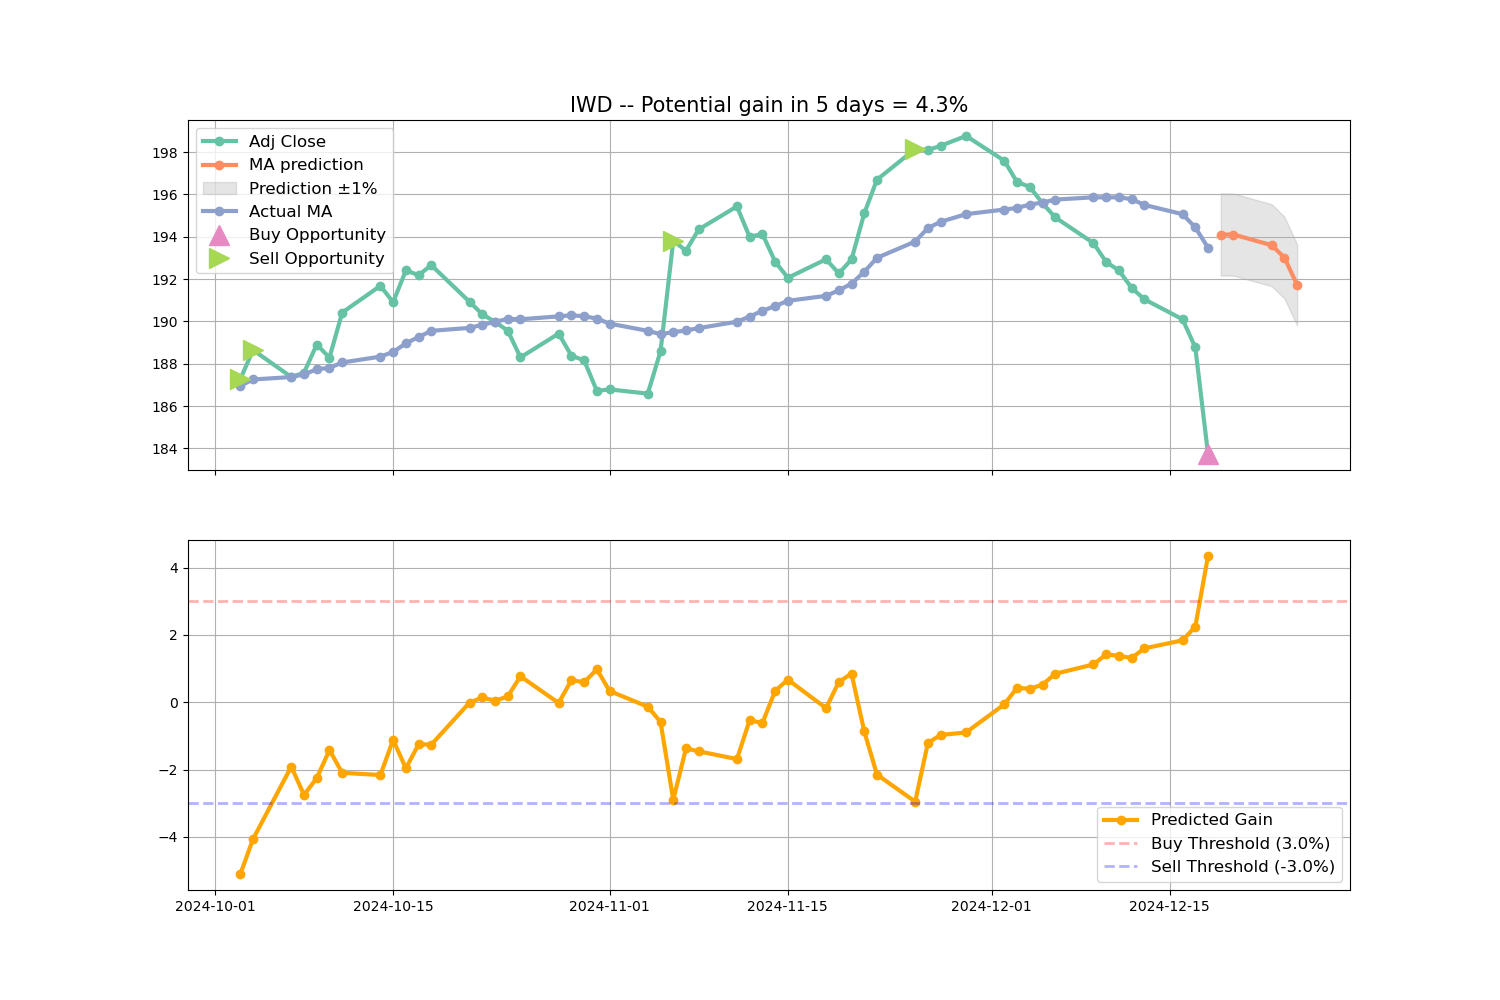 IWD -- Potential gain in 5 days = 4.3%
Adj Close
MA prediction
Prediction ±1%
Actual MA
Buy Opportunity
Sell Opportunity
198
196
194
192
190
188
186
184
4
2
0
−2
−4
Predicted Gain
Buy Threshold (3.0%)
Sell Threshold (-3.0%)
2024-10-01
2024-10-15
2024-11-01
2024-11-15
2024-12-01
2024-12-15